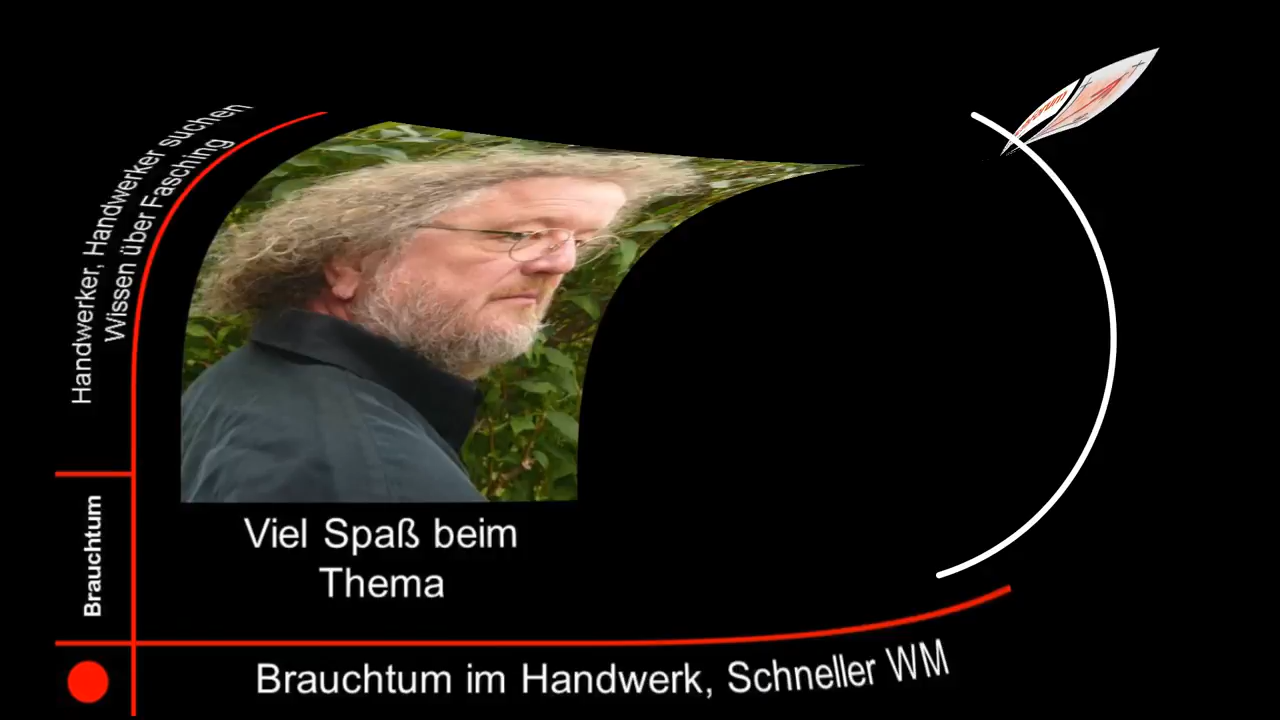 Handwerker, Handwerker suchen
Wissen über Fasching
Brauchtum
Viel Spaß beim
Thema
Brauchtum im Handwerk, Schneller WM